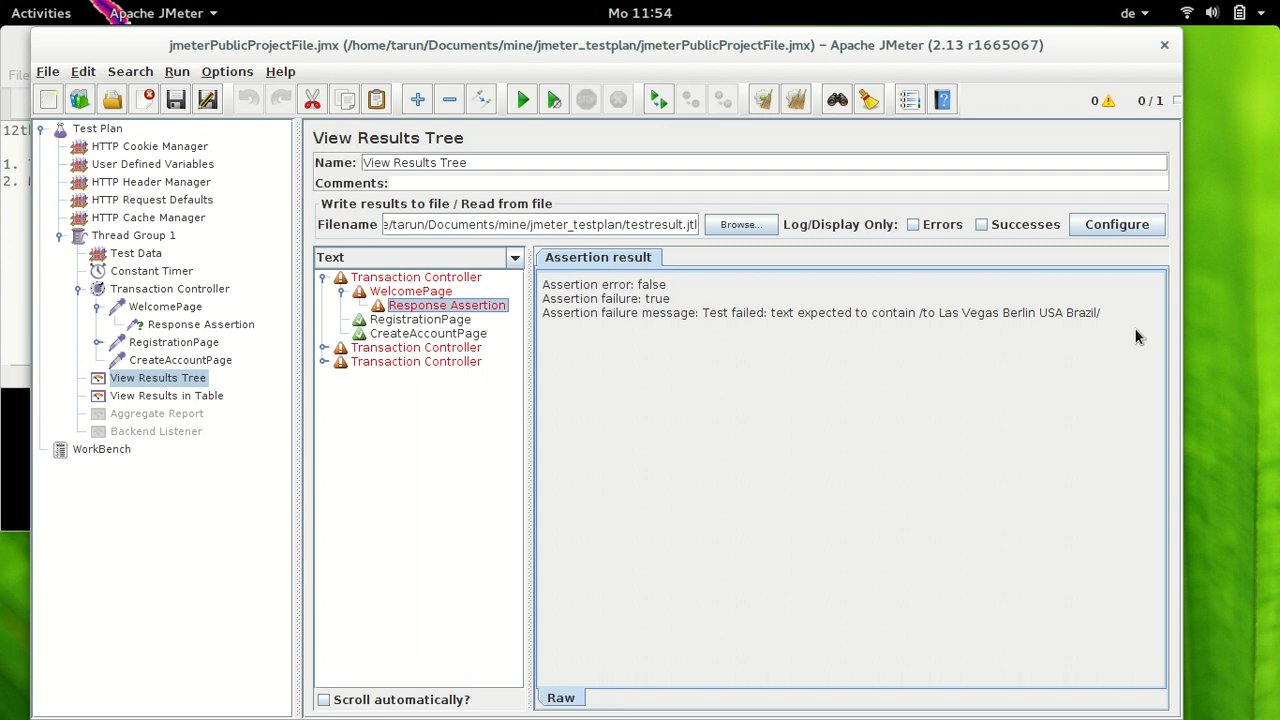 Activities
Apache JMeter
Mo 11:54
de
jmeterPublicProjectFile.jmx (/home/tarun/Documents/mine/jmeter_testplan/jmeterPublicProjectFile.jmx) – Apache JMeter (2.13 r1665067)
File
File Edit Search Run Options Help
0 0 / 1
12th
1.
2.
Test Plan
HTTP Cookie Manager
User Defined Variables
HTTP Header Manager
HTTP Request Defaults
HTTP Cache Manager
Thread Group 1
Test Data
Constant Timer
Transaction Controller
WelcomePage
Response Assertion
RegistrationPage
CreateAccountPage
View Results Tree
View Results in Table
Aggregate Report
Backend Listener
WorkBench
View Results Tree
Name: View Results Tree
Comments:
Write results to file / Read from file
Filename e/tarun/Documents/mine/jmeter_testplan/testresult.jtl Browse... Log/Display Only: Errors Successes Configure
Text
Transaction Controller
WelcomePage
Response Assertion
RegistrationPage
CreateAccountPage
Transaction Controller
Transaction Controller
Scroll automatically?
Assertion result
Assertion error: false
Assertion failure: true
Assertion failure message: Test failed: text expected to contain /to Las Vegas Berlin USA Brazil/
Raw